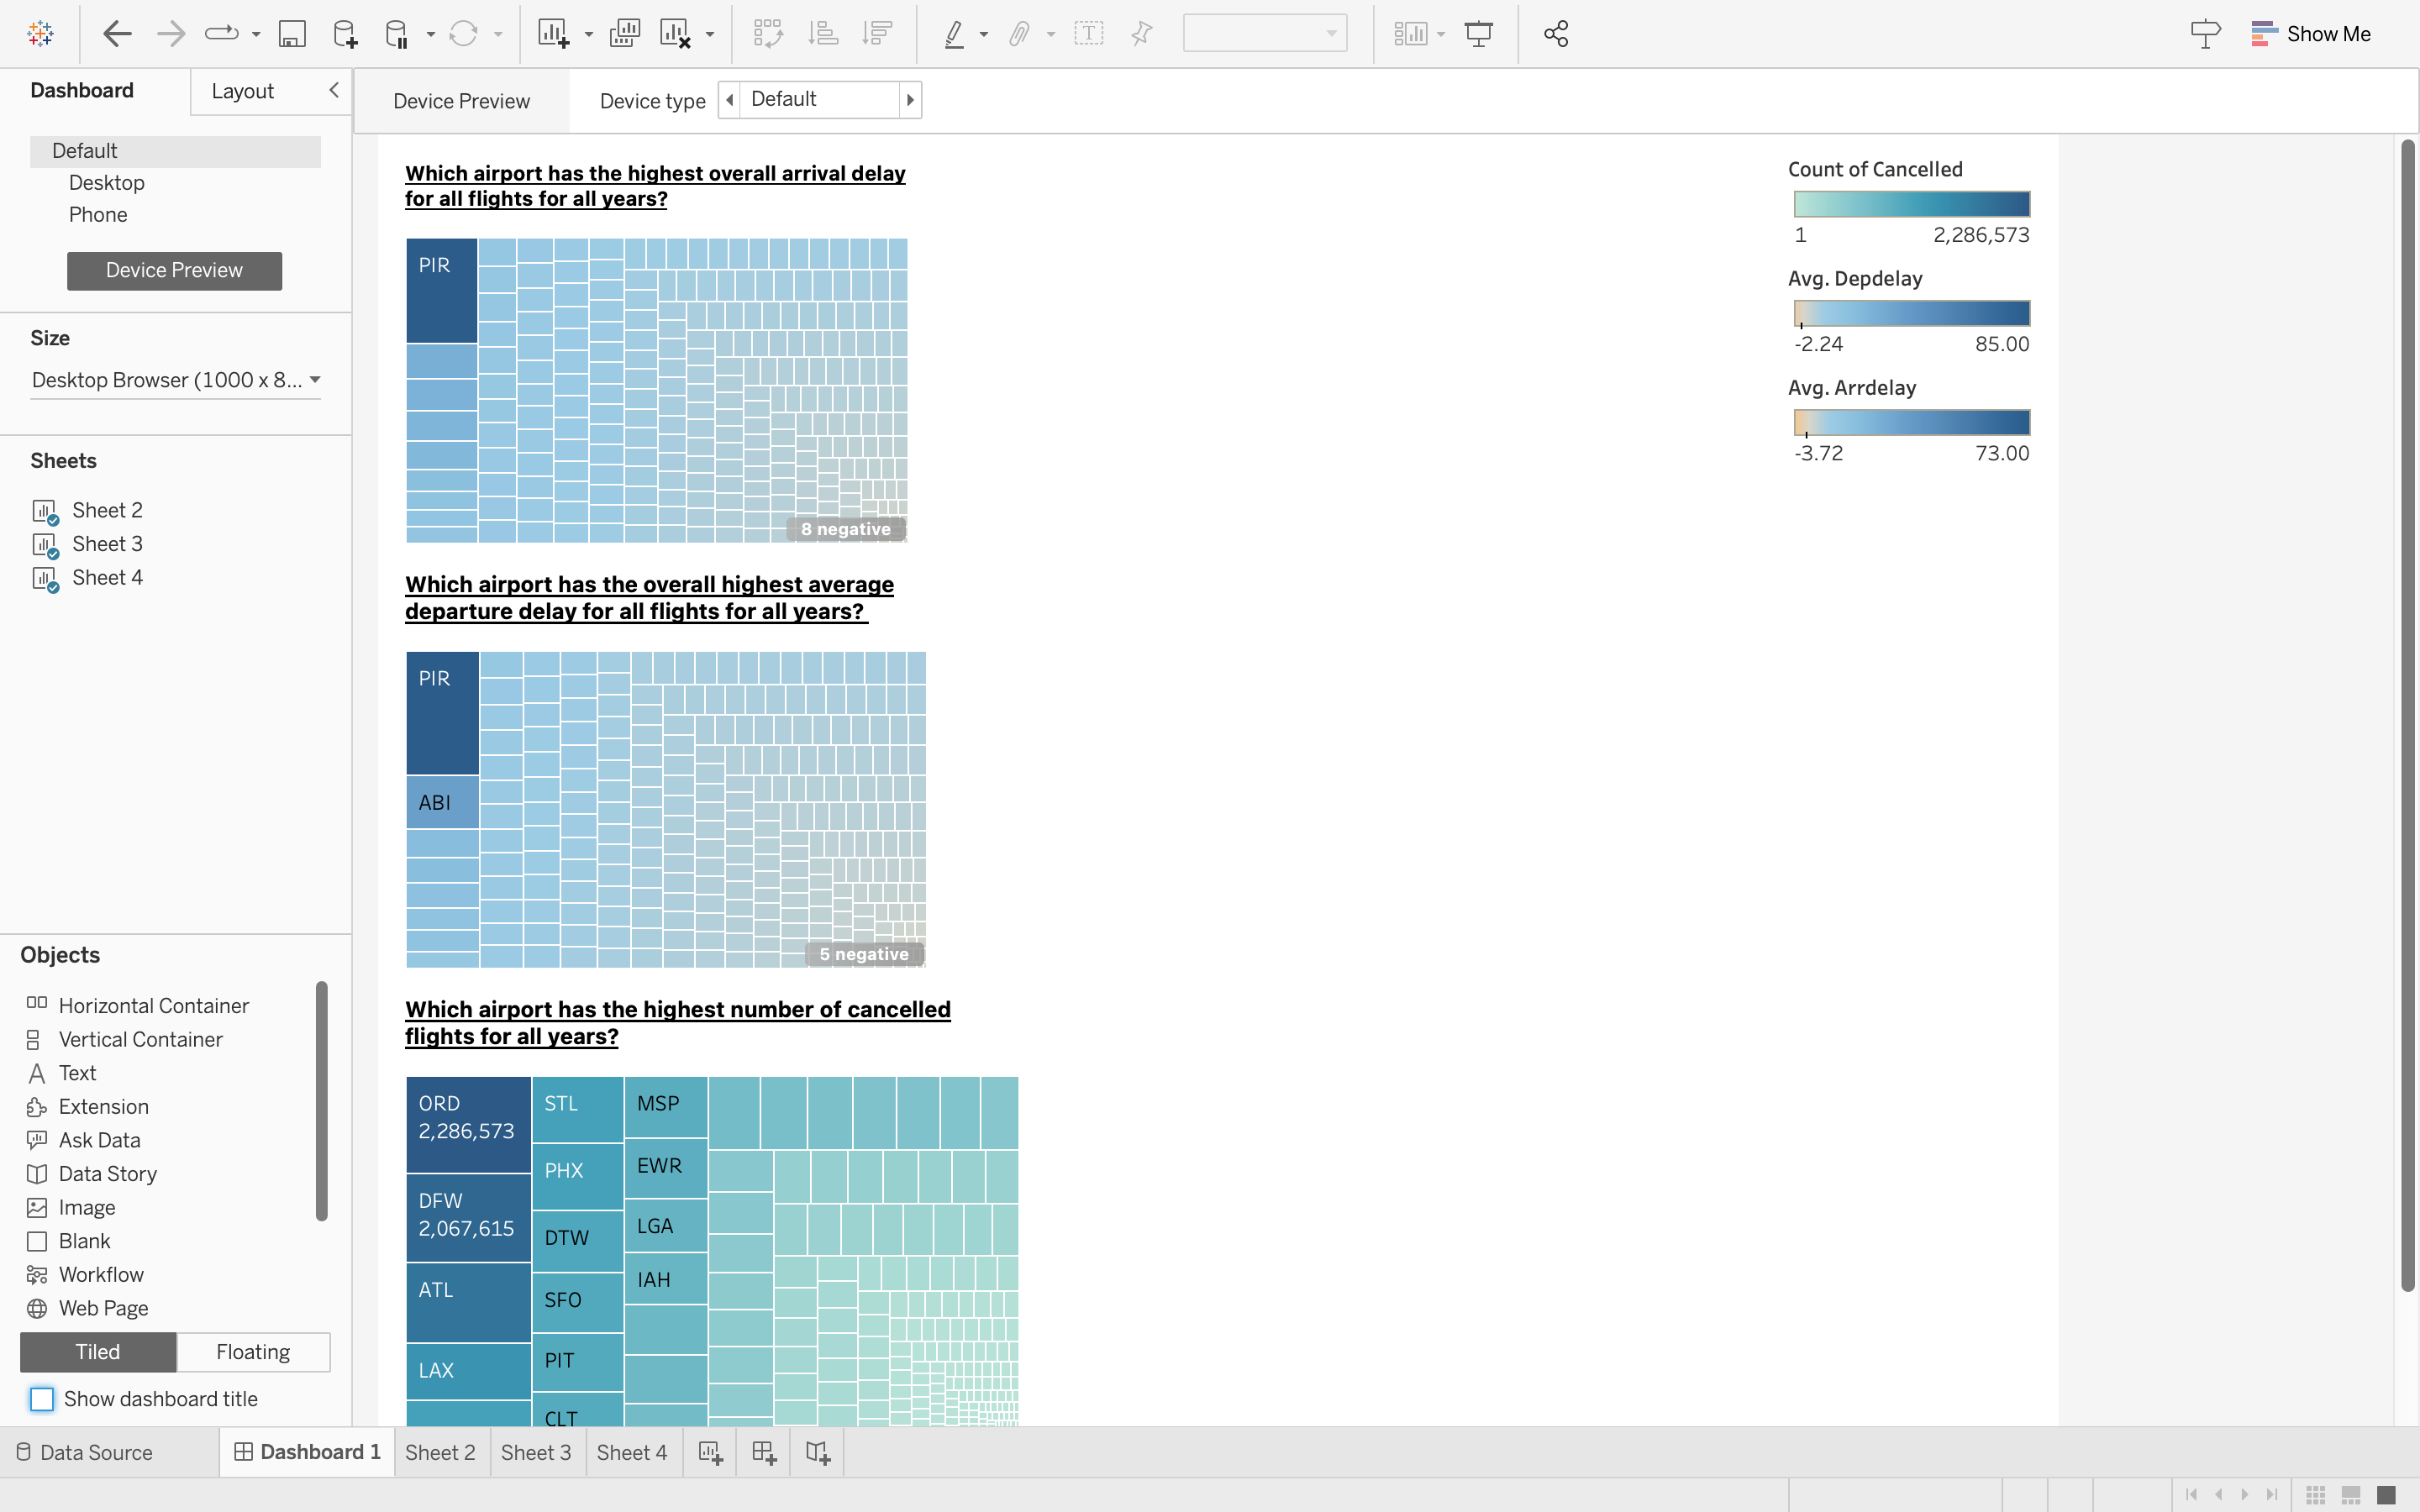 Show Me
Dashboard
Layout
Default
Desktop
Phone
Device Preview
Size
Desktop Browser (1000 x 8...
Sheets
Sheet 2
Sheet 3
Sheet 4
Objects
Horizontal Container
Vertical Container
Text
Extension
Ask Data
Data Story
Image
Blank
Workflow
Web Page
Tiled
Floating
Show dashboard title
Device Preview
Device type
Default
Which airport has the highest overall arrival delay
for all flights for all years?
PIR
8 negative
Which airport has the overall highest average
departure delay for all flights for all years?
PIR
ABI
5 negative
Which airport has the highest number of cancelled
flights for all years?
ORD
2,286,573
DFW
2,067,615
ATL
LAX
STL
PHX
DTW
SFO
PIT
CLT
MSP
EWR
LGA
IAH
Count of Cancelled
1 2,286,573
Avg. Depdelay
-2.24 85.00
Avg. Arrdelay
-3.72 73.00
Data Source
Dashboard 1
Sheet 2
Sheet 3
Sheet 4